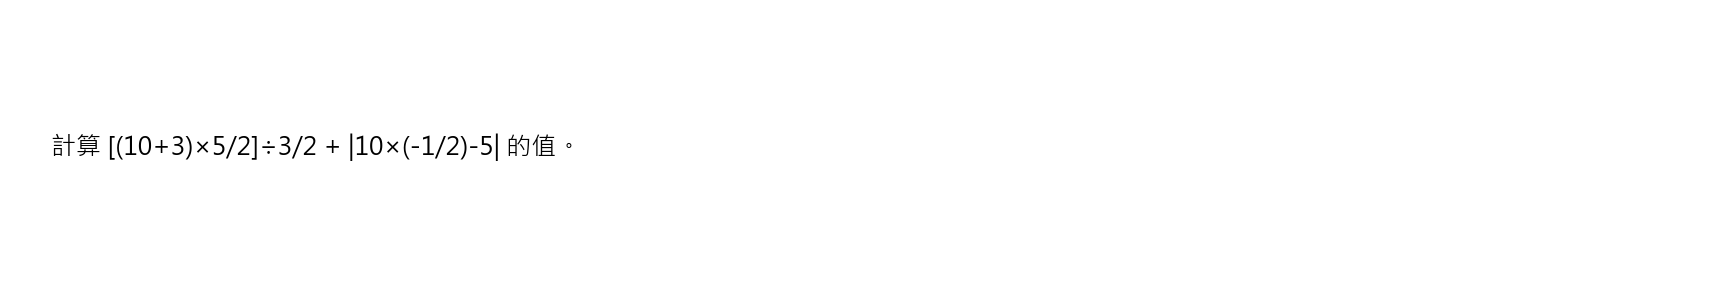 計算 [(10+3)×5/2]÷3/2 + |10×(-1/2)-5| 的值。